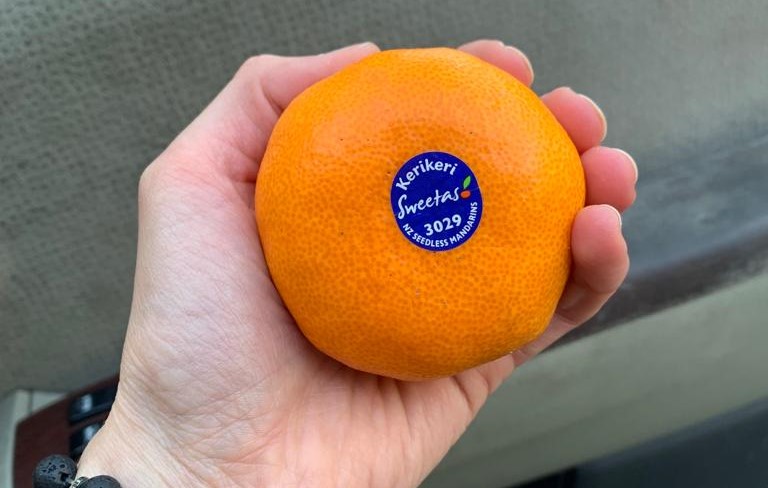 Kerikeri
Sweetas
3029
NZ SEEDLESS MANDARINS